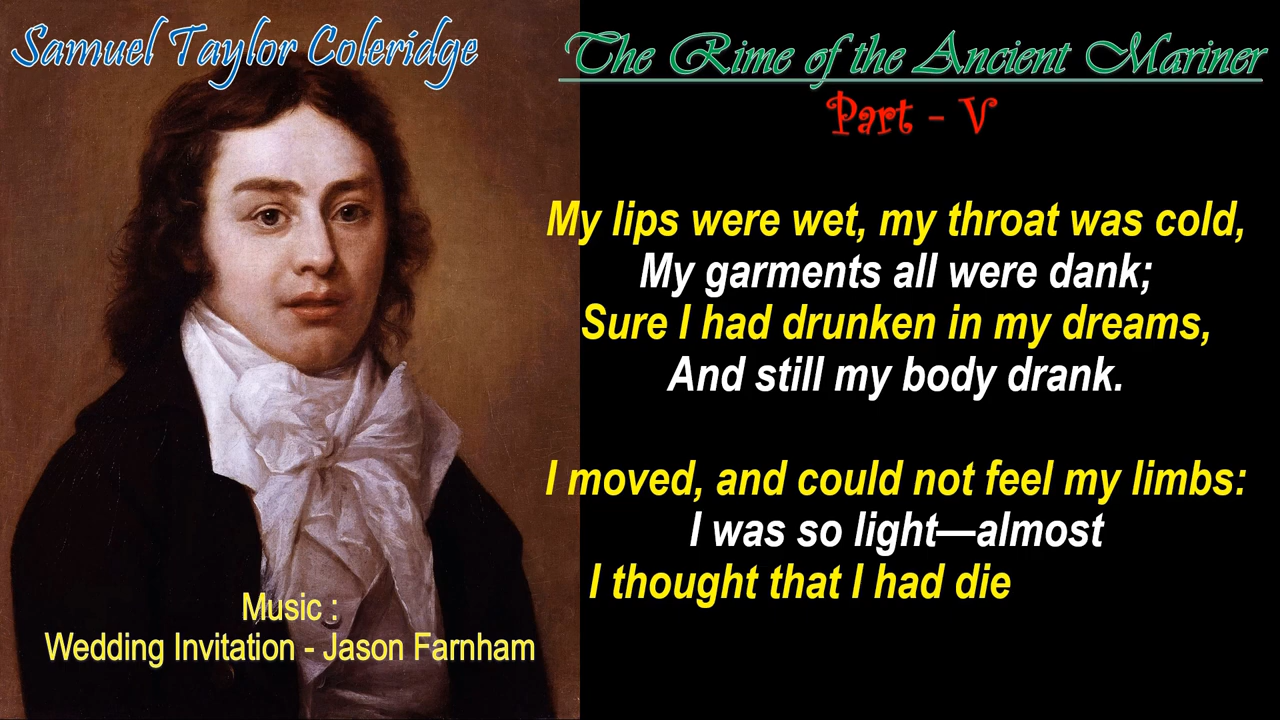 Samuel Taylor Coleridge
The Rime of the Ancient Mariner
Part - V
My lips were wet, my throat was cold,
My garments all were dank;
Sure I had drunken in my dreams,
And still my body drank.
I moved, and could not feel my limbs:
I was so light—almost
I thought that I had die
Music :
Wedding Invitation - Jason Farnham